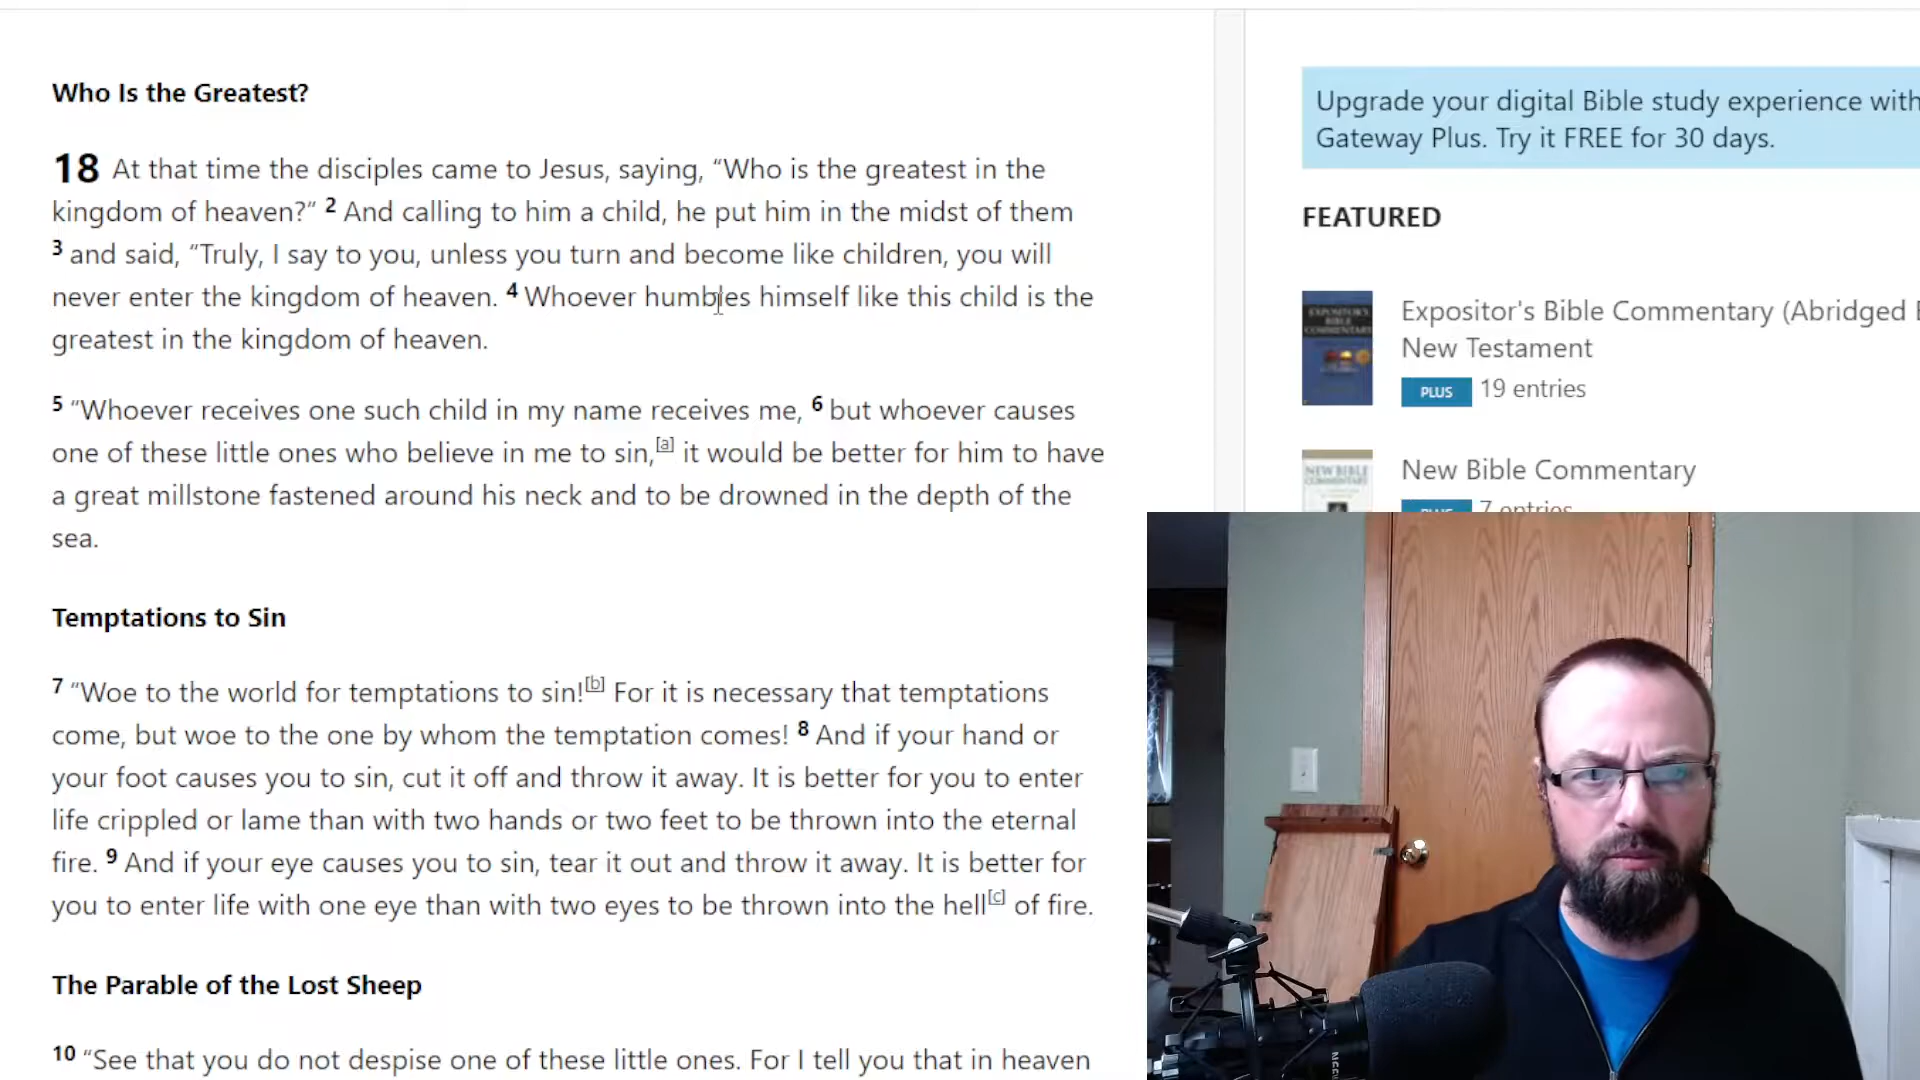 Who Is the Greatest?
18 At that time the disciples came to Jesus, saying, “Who is the greatest in the
kingdom of heaven?” 2 And calling to him a child, he put him in the midst of them
3 and said, “Truly, I say to you, unless you turn and become like children, you will
never enter the kingdom of heaven. 4 Whoever humbles himself like this child is the
greatest in the kingdom of heaven.
5 “Whoever receives one such child in my name receives me, 6 but whoever causes
one of these little ones who believe in me to sin,[a] it would be better for him to have
a great millstone fastened around his neck and to be drowned in the depth of the
sea.
Temptations to Sin
7 “Woe to the world for temptations to sin![b] For it is necessary that temptations
come, but woe to the one by whom the temptation comes! 8 And if your hand or
your foot causes you to sin, cut it off and throw it away. It is better for you to enter
life crippled or lame than with two hands or two feet to be thrown into the eternal
fire. 9 And if your eye causes you to sin, tear it out and throw it away. It is better for
you to enter life with one eye than with two eyes to be thrown into the hell[c] of fire.
The Parable of the Lost Sheep
10 “See that you do not despise one of these little ones. For I tell you that in heaven
Upgrade your digital Bible study experience with
Gateway Plus. Try it FREE for 30 days.
FEATURED
EXPOSITOR'S
BIBLE
COMMENTARY
Expositor's Bible Commentary (Abridged
New Testament
PLUS 19 entries
NEW BIBLE
COMMENTARY
New Bible Commentary
PLUS 7 entries